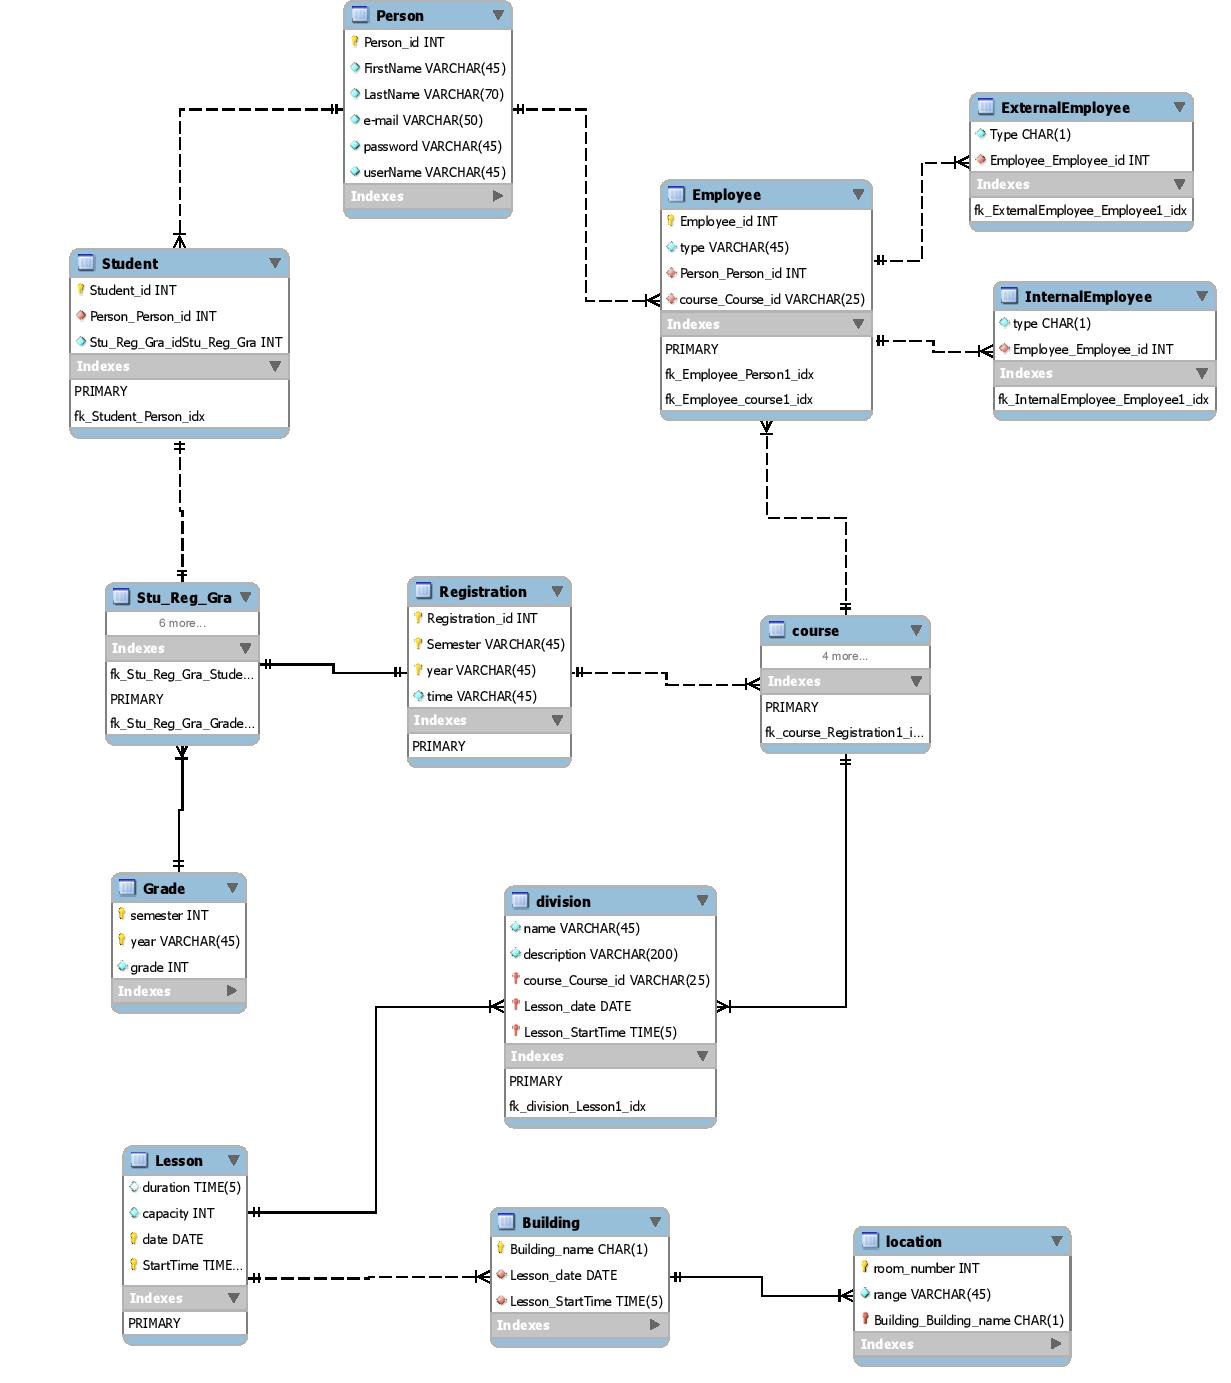 Person
Person_id INT
FirstName VARCHAR(45)
LastName VARCHAR(70)
e-mail VARCHAR(50)
password VARCHAR(45)
userName VARCHAR(45)
Indexes
ExternalEmployee
Type CHAR(1)
Employee_Employee_id INT
Indexes
fk_ExternalEmployee_Employee1_idx
Employee
Employee_id INT
type VARCHAR(45)
Person_Person_id INT
course_Course_id VARCHAR(25)
Indexes
PRIMARY
fk_Employee_Person1_idx
fk_Employee_course1_idx
Student
Student_id INT
Person_Person_id INT
Stu_Reg_Gra_idStu_Reg_Gra INT
Indexes
PRIMARY
fk_Student_Person_idx
InternalEmployee
type CHAR(1)
Employee_Employee_id INT
Indexes
fk_InternalEmployee_Employee1_idx
Stu_Reg_Gra
6 more...
Indexes
fk_Stu_Reg_Gra_Stude...
PRIMARY
fk_Stu_Reg_Gra_Grade...
Registration
Registration_id INT
Semester VARCHAR(45)
year VARCHAR(45)
time VARCHAR(45)
Indexes
PRIMARY
course
4 more...
Indexes
PRIMARY
fk_course_Registration1_i...
Grade
semester INT
year VARCHAR(45)
grade INT
Indexes
division
name VARCHAR(45)
description VARCHAR(200)
course_Course_id VARCHAR(25)
Lesson_date DATE
Lesson_StartTime TIME(5)
Indexes
PRIMARY
fk_division_Lesson1_idx
Lesson
duration TIME(5)
capacity INT
date DATE
StartTime TIME...
Indexes
PRIMARY
Building
Building_name CHAR(1)
Lesson_date DATE
Lesson_StartTime TIME(5)
Indexes
location
room_number INT
range VARCHAR(45)
Building_Building_name CHAR(1)
Indexes